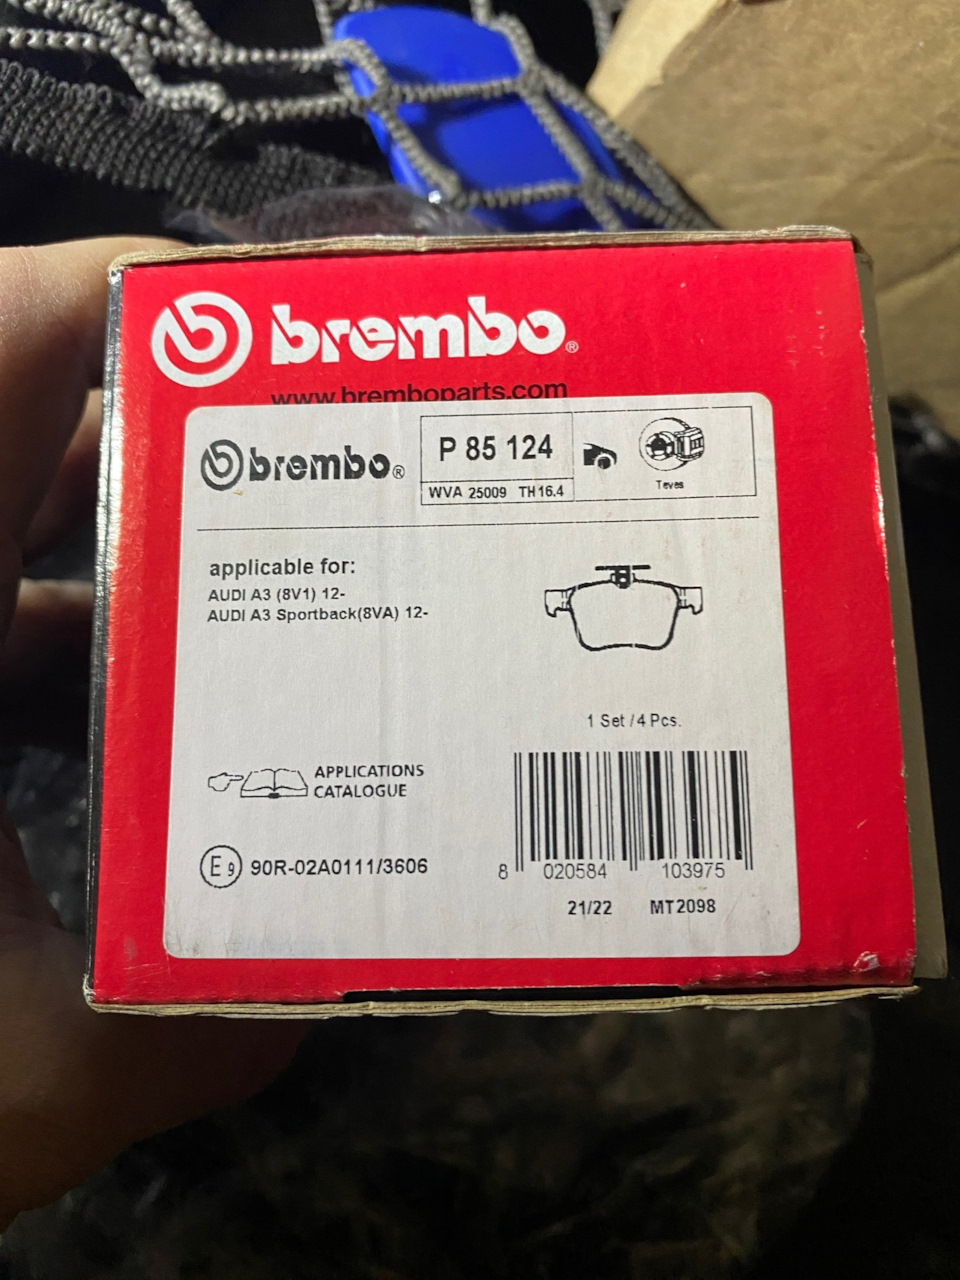 brembo®
www.bremboparts.com
brembo®
P 85 124
WVA 25009 TH 16.4
Teves
applicable for:
AUDI A3 (8V1) 12-
AUDI A3 Sportback(8VA) 12-
1 Set / 4 Pcs.
APPLICATIONS
CATALOGUE
E9 90R-02A0111/3606
8 020584 103975
21/22 MT2098